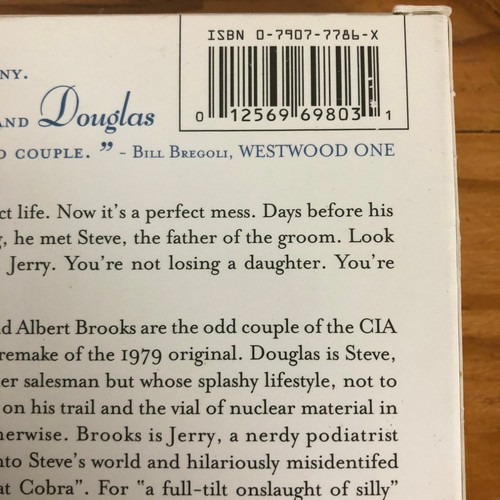 ISBN 0-7907-7786-X
0 12569 69803 1
NY.
AND Douglas
D COUPLE.” - BILL BREGOLI, WESTWOOD ONE
ct life. Now it's a perfect mess. Days before his
g, he met Steve, the father of the groom. Look
Jerry. You're not losing a daughter. You're
d Albert Brooks are the odd couple of the CIA
remake of the 1979 original. Douglas is Steve,
er salesman but whose splashy lifestyle, not to
on his trail and the vial of nuclear material in
herwise. Brooks is Jerry, a nerdy podiatrist
nto Steve's world and hilariously misidentifed
at Cobra”. For “a full-tilt onslaught of silly”